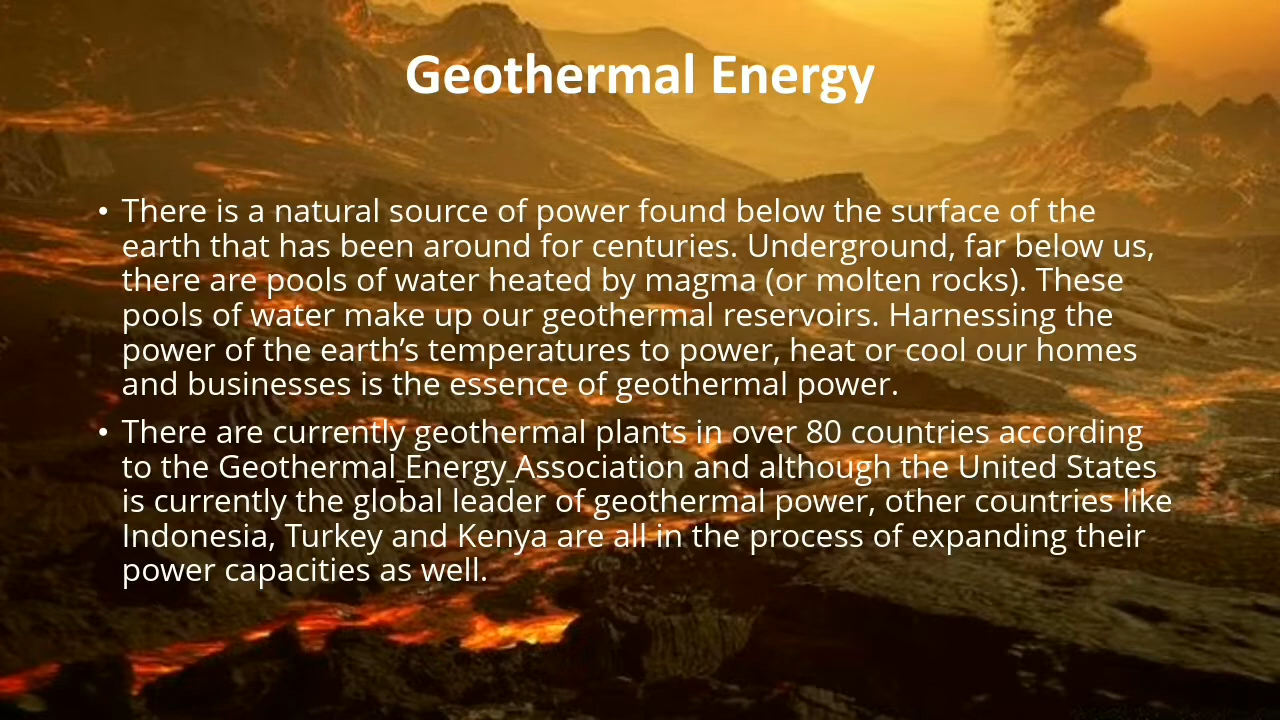 Geothermal Energy
• There is a natural source of power found below the surface of the
earth that has been around for centuries. Underground, far below us,
there are pools of water heated by magma (or molten rocks). These
pools of water make up our geothermal reservoirs. Harnessing the
power of the earth’s temperatures to power, heat or cool our homes
and businesses is the essence of geothermal power.
• There are currently geothermal plants in over 80 countries according
to the Geothermal Energy Association and although the United States
is currently the global leader of geothermal power, other countries like
Indonesia, Turkey and Kenya are all in the process of expanding their
power capacities as well.